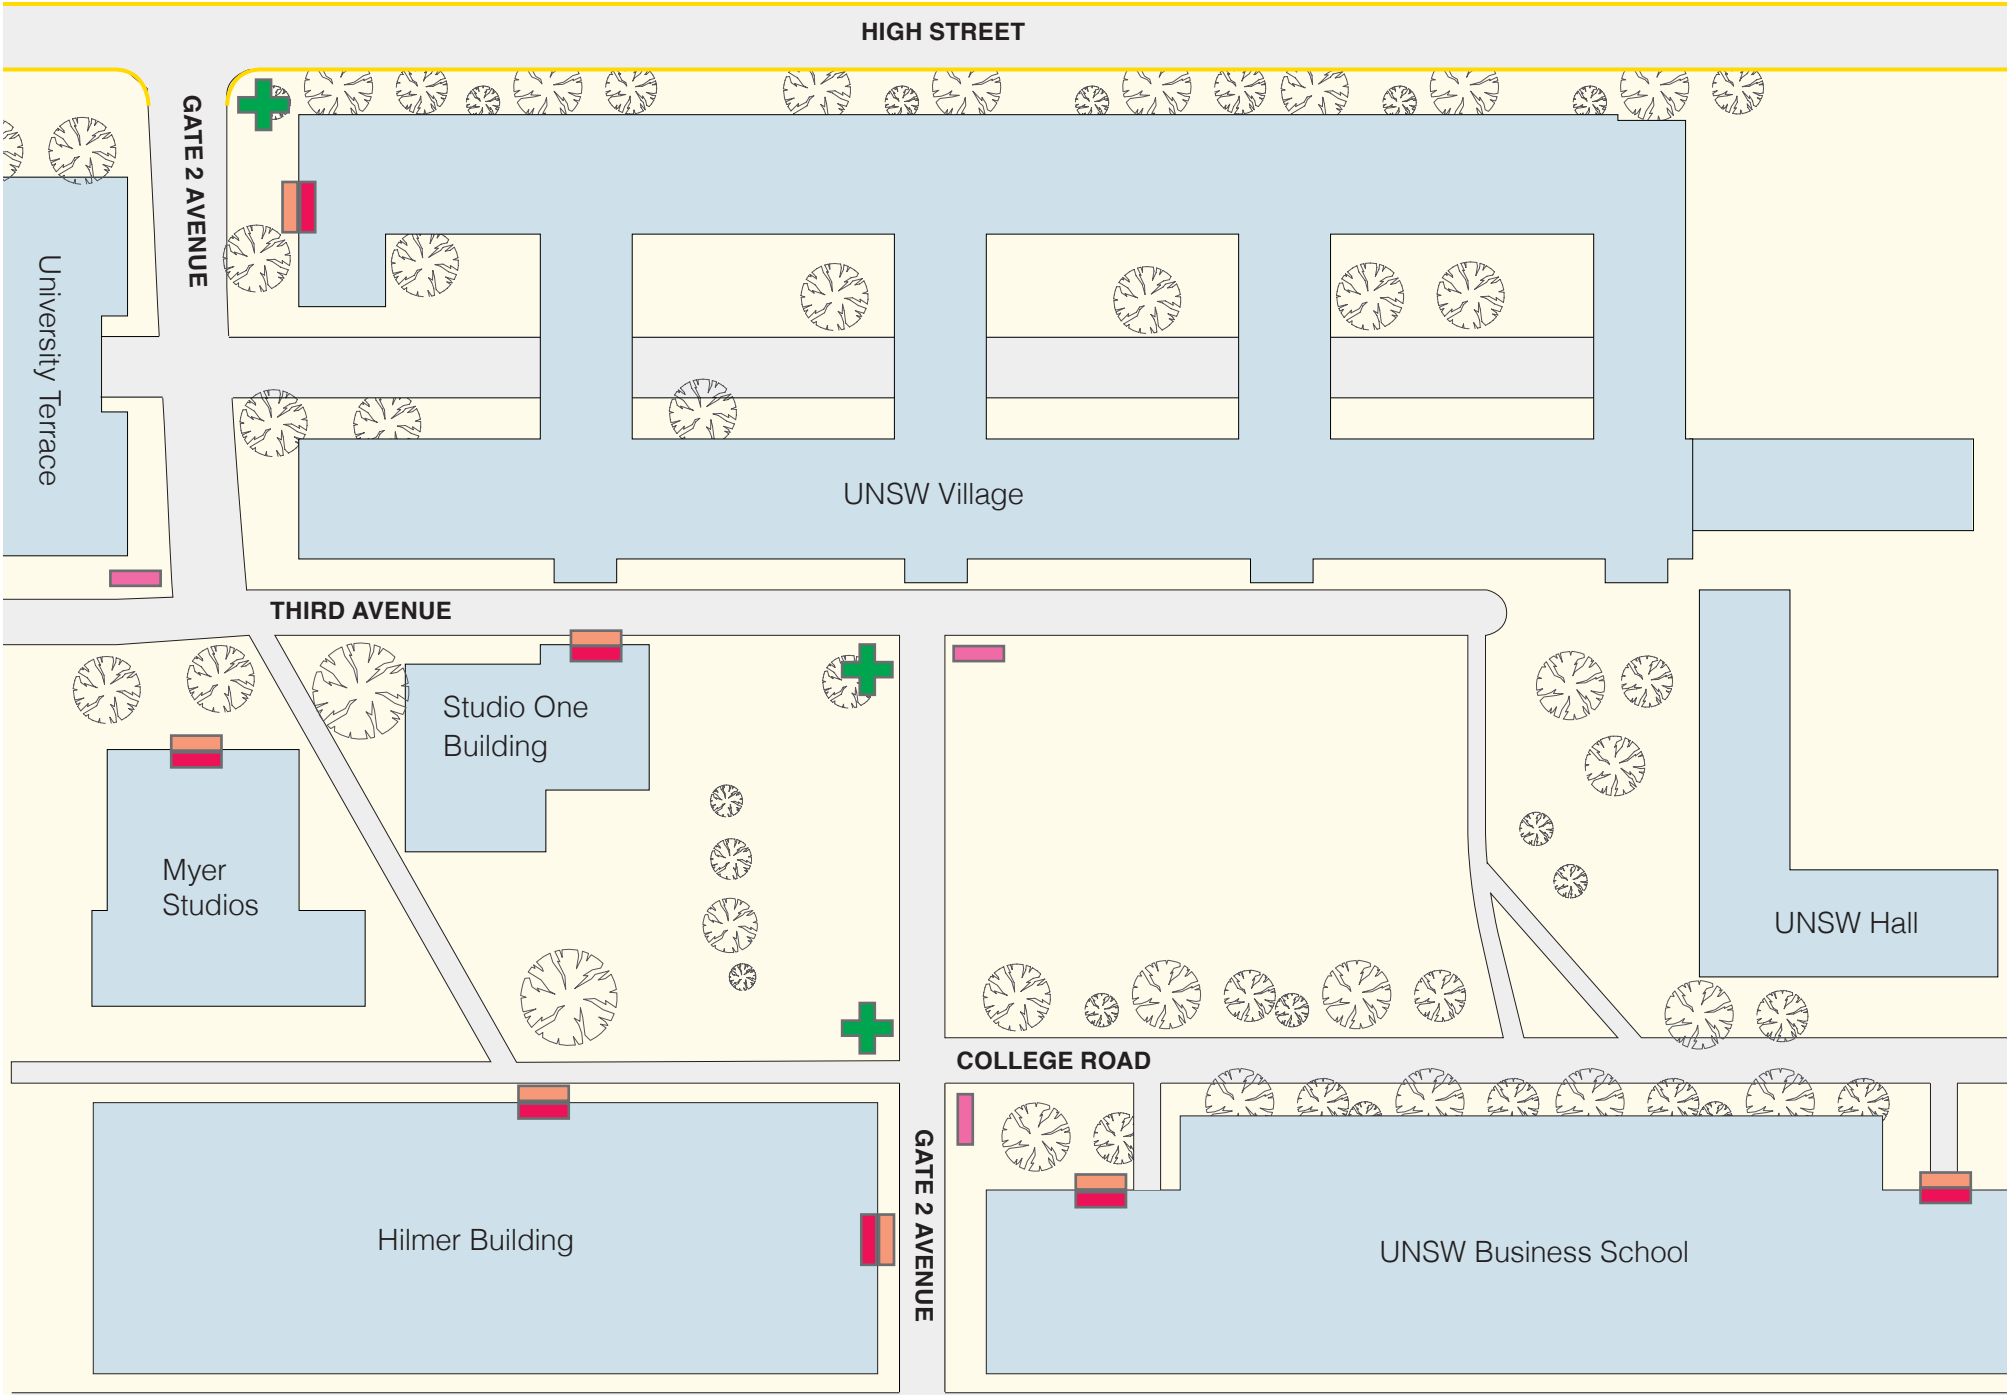 HIGH STREET
GATE 2 AVENUE
University Terrace
UNSW Village
THIRD AVENUE
Studio One
Building
Myer
Studios
UNSW Hall
COLLEGE ROAD
GATE 2 AVENUE
Hilmer Building
UNSW Business School